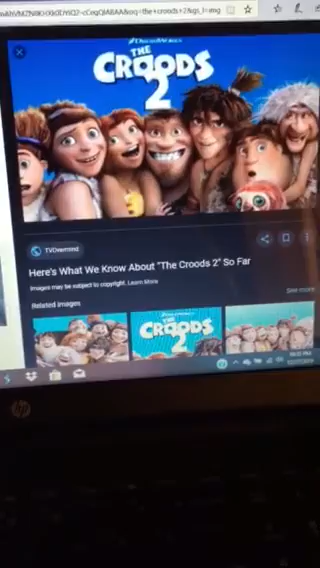 DREAMWORKS
THE
CROODS
2
TVOvermind
Here's What We Know About "The Croods 2" So Far
Images may be subject to copyright. Learn More
See more
Related images
THE
CROODS
2
hp